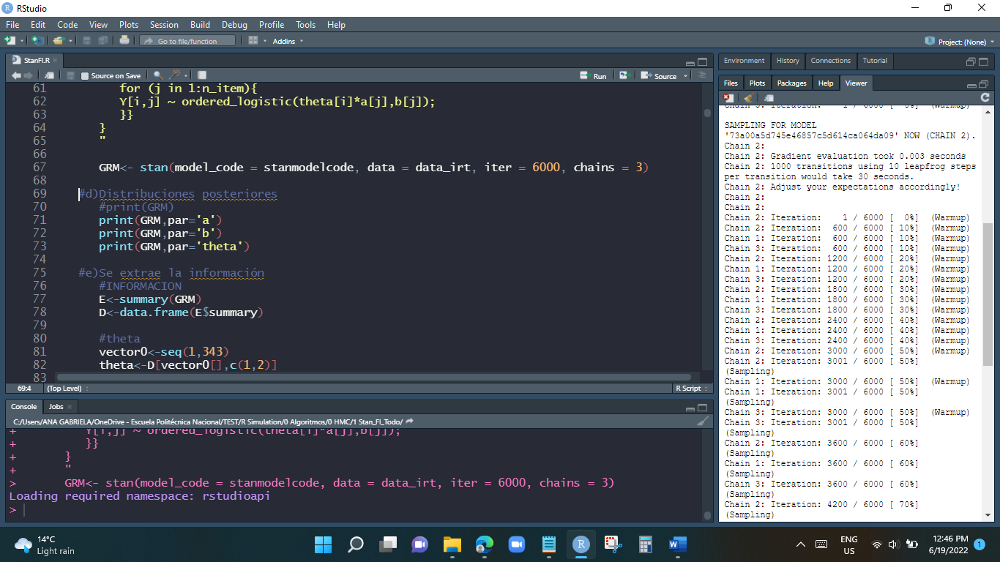 RStudio
File Edit Code View Plots Session Build Debug Profile Tools Help
Go to file/function Addins Project: (None)
StanFI.R
Source on Save Run Source
61 for (j in 1:n_item){
62 Y[i,j] ~ ordered_logistic(theta[i]*a[j],b[j]);
63 }}
64 }
65 "
66
67 GRM<- stan(model_code = stanmodelcode, data = data_irt, iter = 6000, chains = 3)
68
69 #d)Distribuciones posteriores
70 #print(GRM)
71 print(GRM,par='a')
72 print(GRM,par='b')
73 print(GRM,par='theta')
74
75 #e)Se extrae la información
76 #INFORMACION
77 E<-summary(GRM)
78 D<-data.frame(E$summary)
79
80 #theta
81 vector0<-seq(1,343)
82 theta<-D[vector0[],c(1,2)]
83
69:4 (Top Level) R Script
Console Jobs
C:/Users/ANA GABRIELA/OneDrive - Escuela Politécnica Nacional/TEST/R Simulation/0 Algoritmos/0 HMC/1 Stan_FI_Todo/
+ Y[i,j] ~ ordered_logistic(theta[i]*a[j],b[j]);
+ }}
+ }
+ "
> GRM<- stan(model_code = stanmodelcode, data = data_irt, iter = 6000, chains = 3)
Loading required namespace: rstudioapi
>
Environment History Connections Tutorial
Files Plots Packages Help Viewer
Chain 3: Iteration: 1 / 6000 [ 0%] (Warmup)
SAMPLING FOR MODEL
'73a00a5d745e46857c5d614ca064da09' NOW (CHAIN 2).
Chain 2:
Chain 2: Gradient evaluation took 0.003 seconds
Chain 2: 1000 transitions using 10 leapfrog steps
per transition would take 30 seconds.
Chain 2: Adjust your expectations accordingly!
Chain 2:
Chain 2:
Chain 2: Iteration: 1 / 6000 [ 0%] (Warmup)
Chain 2: Iteration: 600 / 6000 [ 10%] (Warmup)
Chain 1: Iteration: 600 / 6000 [ 10%] (Warmup)
Chain 3: Iteration: 600 / 6000 [ 10%] (Warmup)
Chain 2: Iteration: 1200 / 6000 [ 20%] (Warmup)
Chain 1: Iteration: 1200 / 6000 [ 20%] (Warmup)
Chain 3: Iteration: 1200 / 6000 [ 20%] (Warmup)
Chain 2: Iteration: 1800 / 6000 [ 30%] (Warmup)
Chain 1: Iteration: 1800 / 6000 [ 30%] (Warmup)
Chain 3: Iteration: 1800 / 6000 [ 30%] (Warmup)
Chain 2: Iteration: 2400 / 6000 [ 40%] (Warmup)
Chain 1: Iteration: 2400 / 6000 [ 40%] (Warmup)
Chain 3: Iteration: 2400 / 6000 [ 40%] (Warmup)
Chain 2: Iteration: 3000 / 6000 [ 50%] (Warmup)
Chain 2: Iteration: 3001 / 6000 [ 50%]
(Sampling)
Chain 1: Iteration: 3000 / 6000 [ 50%] (Warmup)
Chain 1: Iteration: 3001 / 6000 [ 50%]
(Sampling)
Chain 3: Iteration: 3000 / 6000 [ 50%] (Warmup)
Chain 3: Iteration: 3001 / 6000 [ 50%]
(Sampling)
Chain 2: Iteration: 3600 / 6000 [ 60%]
(Sampling)
Chain 1: Iteration: 3600 / 6000 [ 60%]
(Sampling)
Chain 3: Iteration: 3600 / 6000 [ 60%]
(Sampling)
Chain 2: Iteration: 4200 / 6000 [ 70%]
(Sampling)
14°C
Light rain
ENG
US
12:46 PM
6/19/2022
1